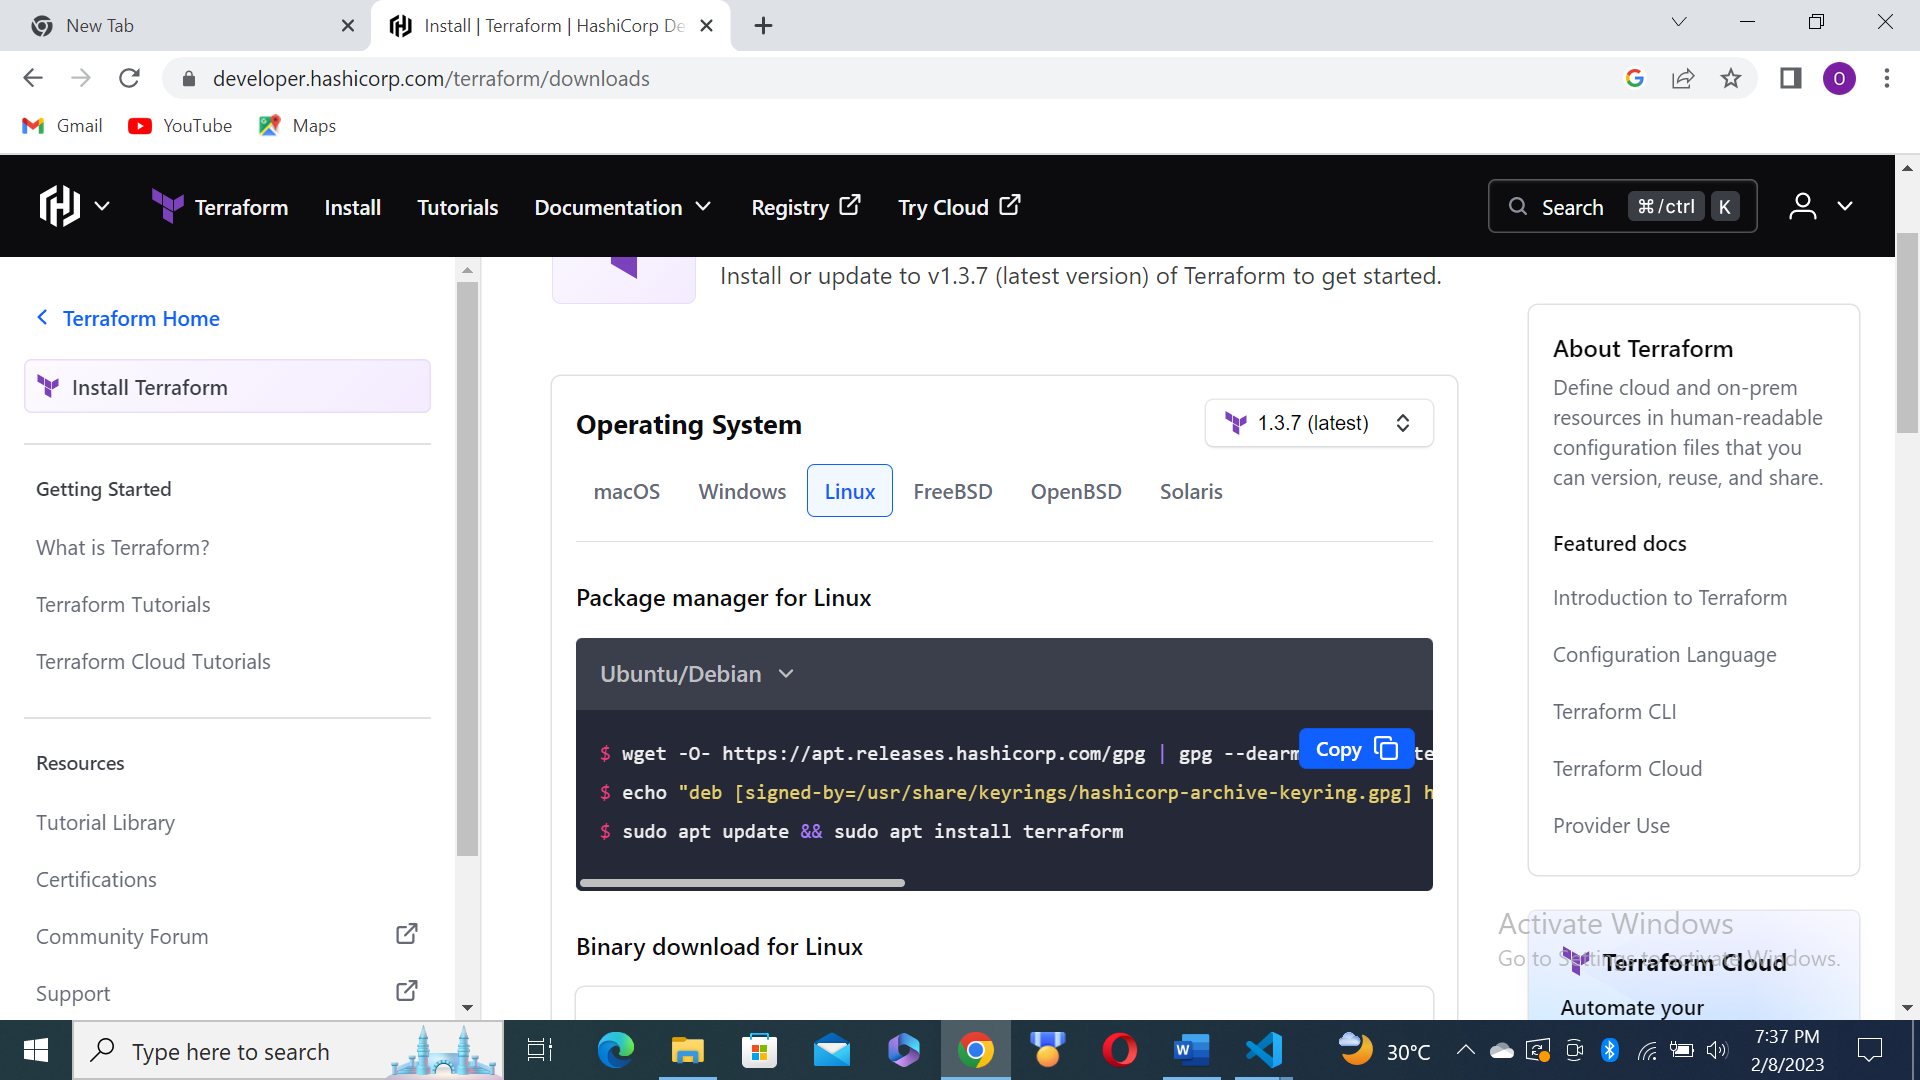 New Tab
Install | Terraform | HashiCorp De
developer.hashicorp.com/terraform/downloads
O
Gmail
YouTube
Maps
Terraform
Install
Tutorials
Documentation
Registry
Try Cloud
Search
⌘/ctrl
K
Install or update to v1.3.7 (latest version) of Terraform to get started.
Terraform Home
Install Terraform
Getting Started
What is Terraform?
Terraform Tutorials
Terraform Cloud Tutorials
Resources
Tutorial Library
Certifications
Community Forum
Support
Operating System
1.3.7 (latest)
macOS
Windows
Linux
FreeBSD
OpenBSD
Solaris
Package manager for Linux
Ubuntu/Debian
$ wget -O- https://apt.releases.hashicorp.com/gpg | gpg --dearm
Copy
te
$ echo "deb [signed-by=/usr/share/keyrings/hashicorp-archive-keyring.gpg] h
$ sudo apt update && sudo apt install terraform
Binary download for Linux
About Terraform
Define cloud and on-prem
resources in human-readable
configuration files that you
can version, reuse, and share.
Featured docs
Introduction to Terraform
Configuration Language
Terraform CLI
Terraform Cloud
Provider Use
Activate Windows
Go to Settings to activate Windows.
Terraform Cloud
Automate your
Type here to search
30°C
7:37 PM
2/8/2023